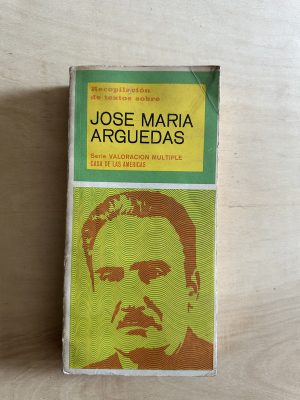 Recopilación
de textos sobre
JOSE MARIA
ARGUEDAS
Serie VALORACION MULTIPLE
CASA DE LAS AMERICAS